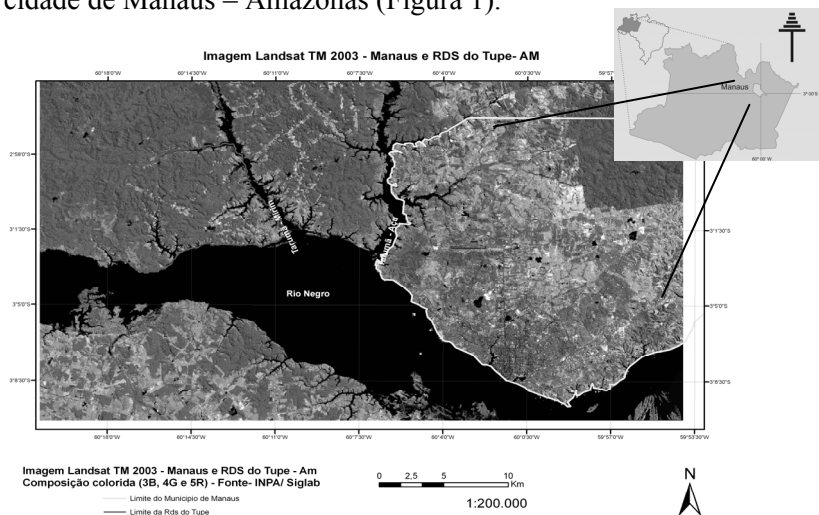 cidade de Manaus – Amazonas (Figura 1).
Imagem Landsat TM 2003 - Manaus e RDS do Tupe- AM
60°18'0"W 60°14'30"W 60°11'0"W 60°7'30"W 60°4'0"W 60°0'30"W 59°57'
Manaus
3°00'S
60°00'W
2°58'0"S
3°1'30"S
3°5'0"S
3°8'30"S
Tarumã - Mirim
Açú
Rio Negro
3°1'30"S
3°5'0"S
3°8'30"S
60°18'0"W 60°14'30"W 60°11'0"W 60°7'30"W 60°4'0"W 60°0'30"W 59°57'0"W 59°53'30"W
Imagem Landsat TM 2003 - Manaus e RDS do Tupe - Am
Composição colorida (3B, 4G e 5R) - Fonte- INPA/ Siglab
Limite do Municipio de Manaus
Limite da Rds do Tupe
0 2,5 5 10
Km
1:200.000
N